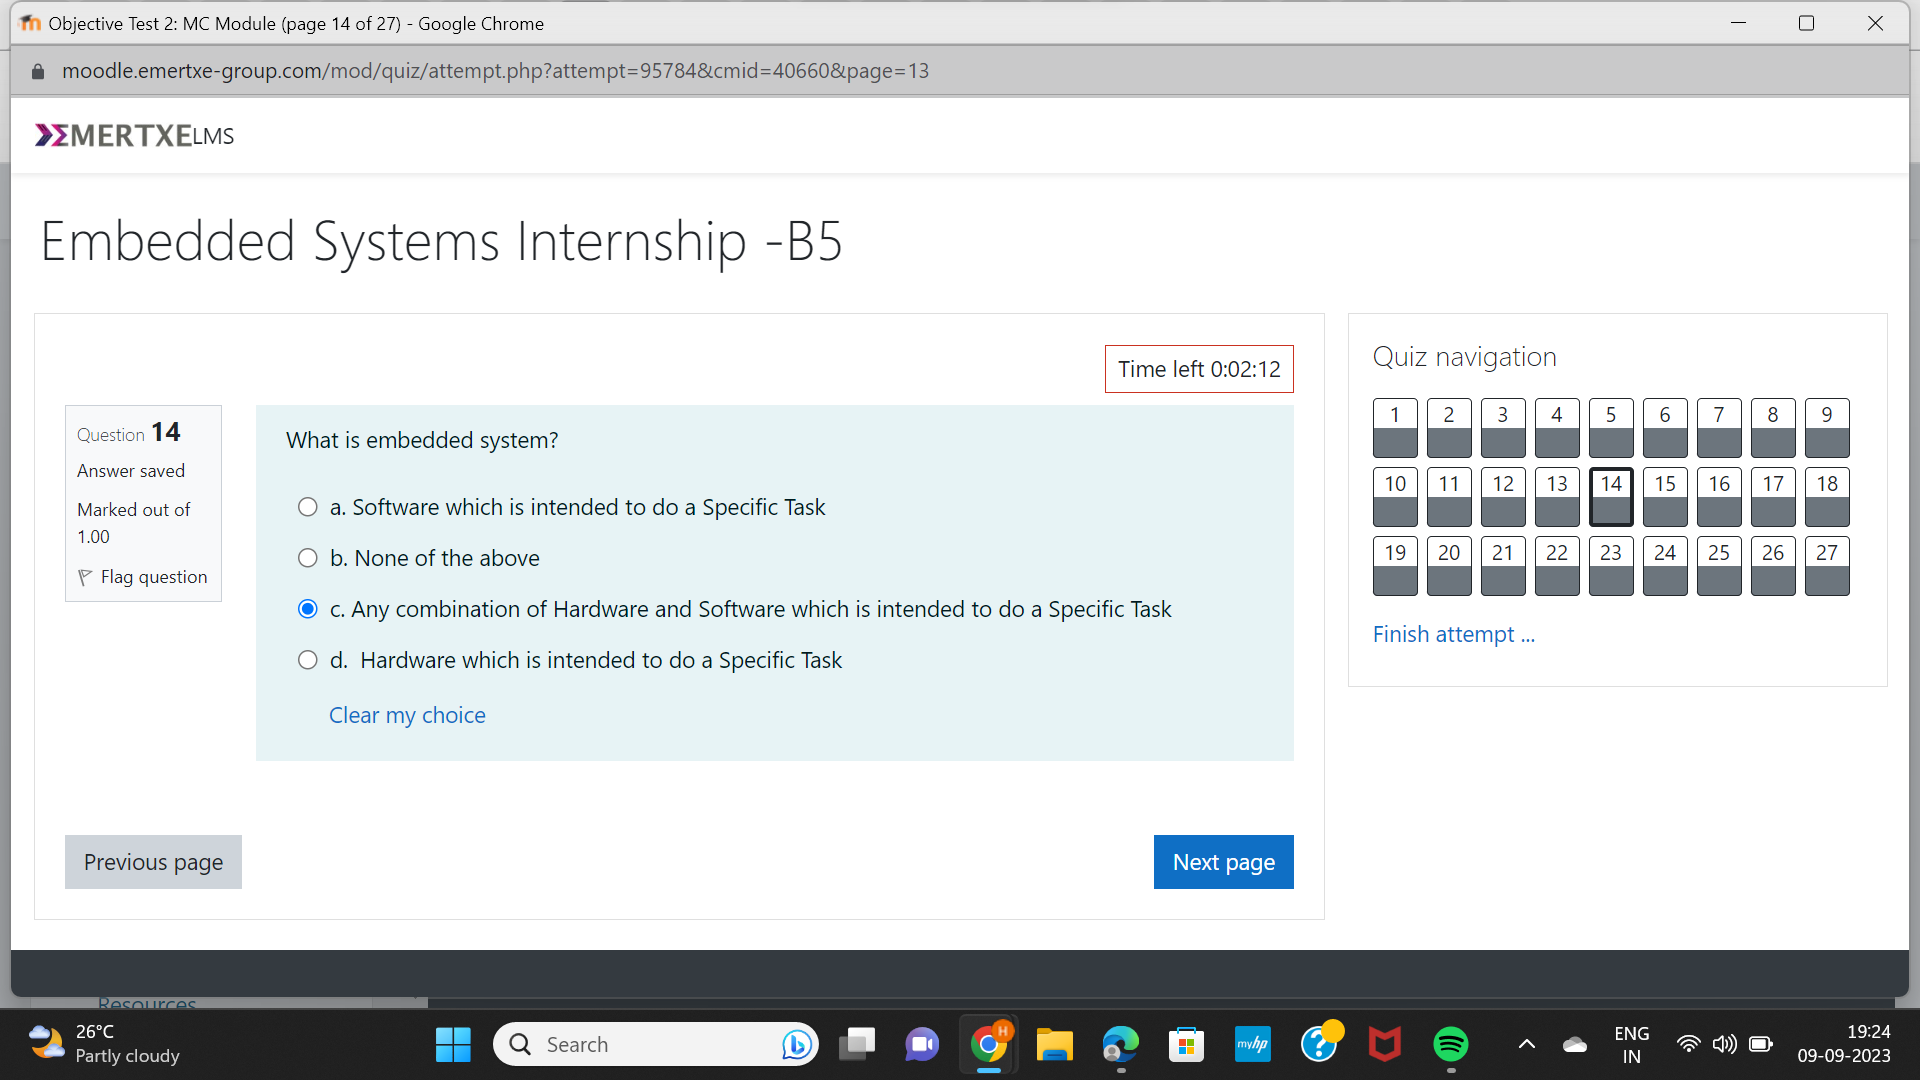 Objective Test 2: MC Module (page 14 of 27) - Google Chrome
moodle.emertxe-group.com/mod/quiz/attempt.php?attempt=95784&cmid=40660&page=13
EMERTXE LMS
Embedded Systems Internship -B5
Time left 0:02:12
Question 14
Answer saved
Marked out of
1.00
Flag question
What is embedded system?
a. Software which is intended to do a Specific Task
b. None of the above
c. Any combination of Hardware and Software which is intended to do a Specific Task
d. Hardware which is intended to do a Specific Task
Clear my choice
Previous page
Next page
Quiz navigation
1 2 3 4 5 6 7 8 9
10 11 12 13 14 15 16 17 18
19 20 21 22 23 24 25 26 27
Finish attempt ...
Resources
26°C
Partly cloudy
Search
H
myhp
ENG
IN
19:24
09-09-2023